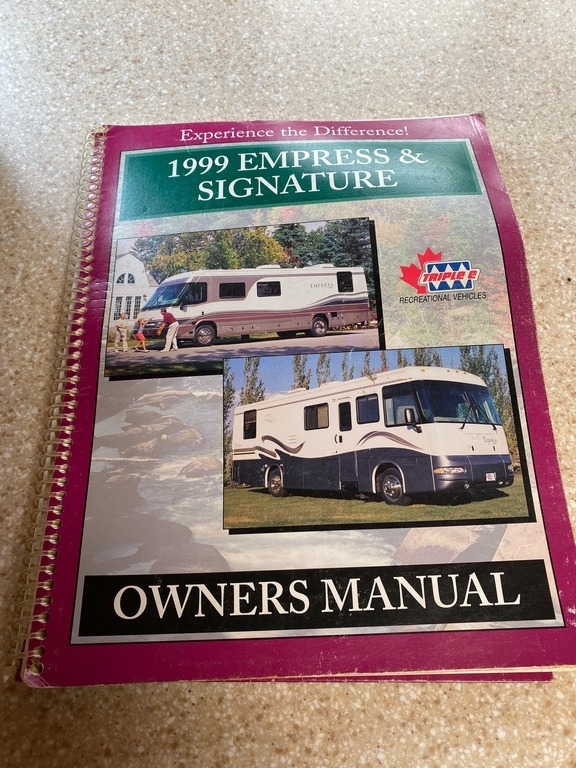 Experience the Difference!
1999 EMPRESS &
SIGNATURE
EMPRESS
TRIPLE E
RECREATIONAL VEHICLES
OWNERS MANUAL